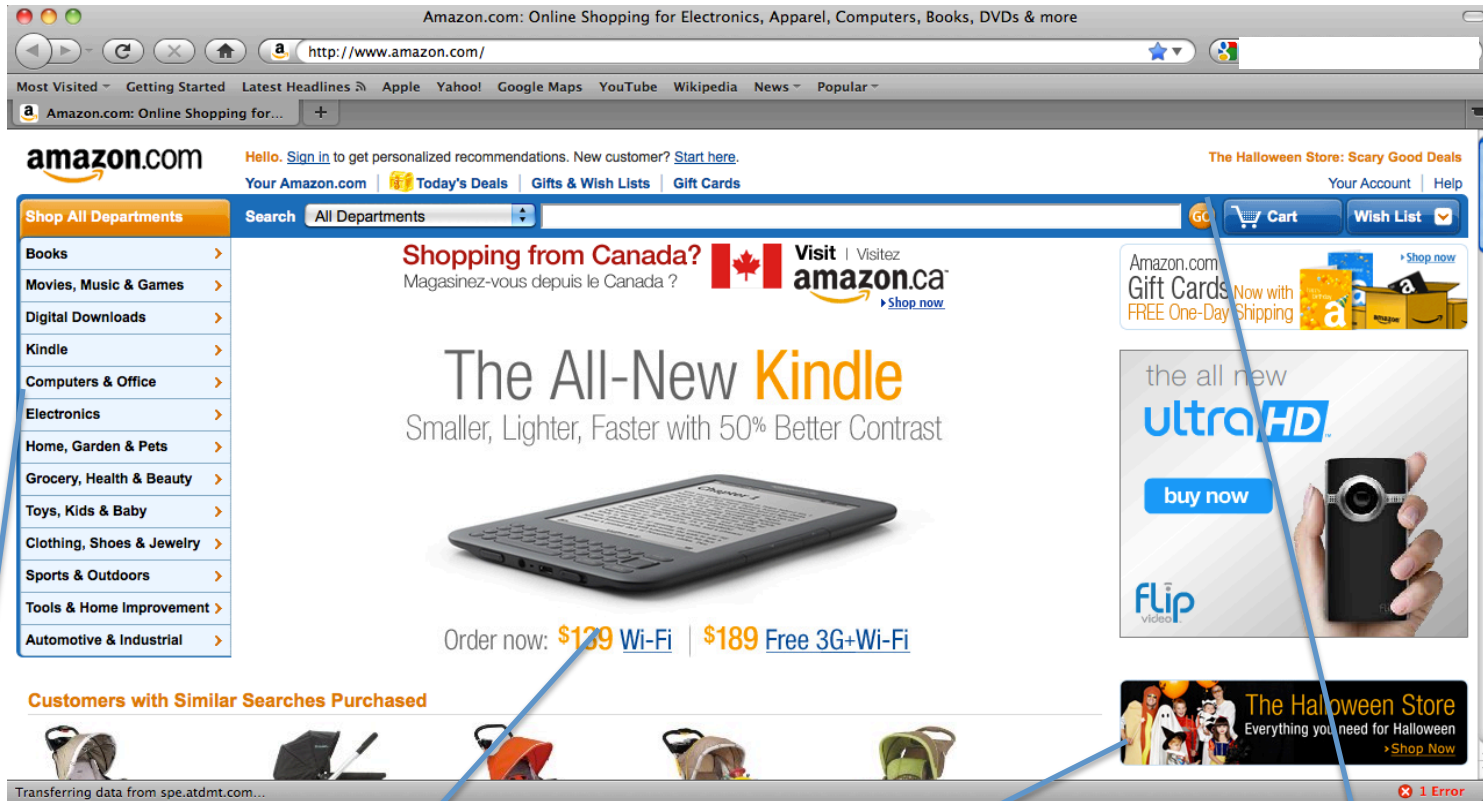 Amazon.com: Online Shopping for Electronics, Apparel, Computers, Books, DVDs & more
a http://www.amazon.com/
Most Visited Getting Started Latest Headlines Apple Yahoo! Google Maps YouTube Wikipedia News Popular
a Amazon.com: Online Shopping for... +
amazon.com
Hello. Sign in to get personalized recommendations. New customer? Start here.
The Halloween Store: Scary Good Deals
Your Amazon.com | Today's Deals | Gifts & Wish Lists | Gift Cards
Your Account | Help
Shop All Departments
Search All Departments GO Cart Wish List
Books
Movies, Music & Games
Digital Downloads
Kindle
Computers & Office
Electronics
Home, Garden & Pets
Grocery, Health & Beauty
Toys, Kids & Baby
Clothing, Shoes & Jewelry
Sports & Outdoors
Tools & Home Improvement
Automotive & Industrial
Shopping from Canada?
Magasinez-vous depuis le Canada ?
Visit | Visitez
amazon.ca
Shop now
The All-New Kindle
Smaller, Lighter, Faster with 50% Better Contrast
Chapter 1
Order now: $139 Wi-Fi | $189 Free 3G+Wi-Fi
Amazon.com
Gift Cards Now with
FREE One-Day Shipping
Shop now
a
a
amazon
the all new
ultra HD
buy now
flip
video
flip
The Halloween Store
Everything you need for Halloween
Shop Now
Customers with Similar Searches Purchased
Transferring data from spe.atdmt.com...
1 Error